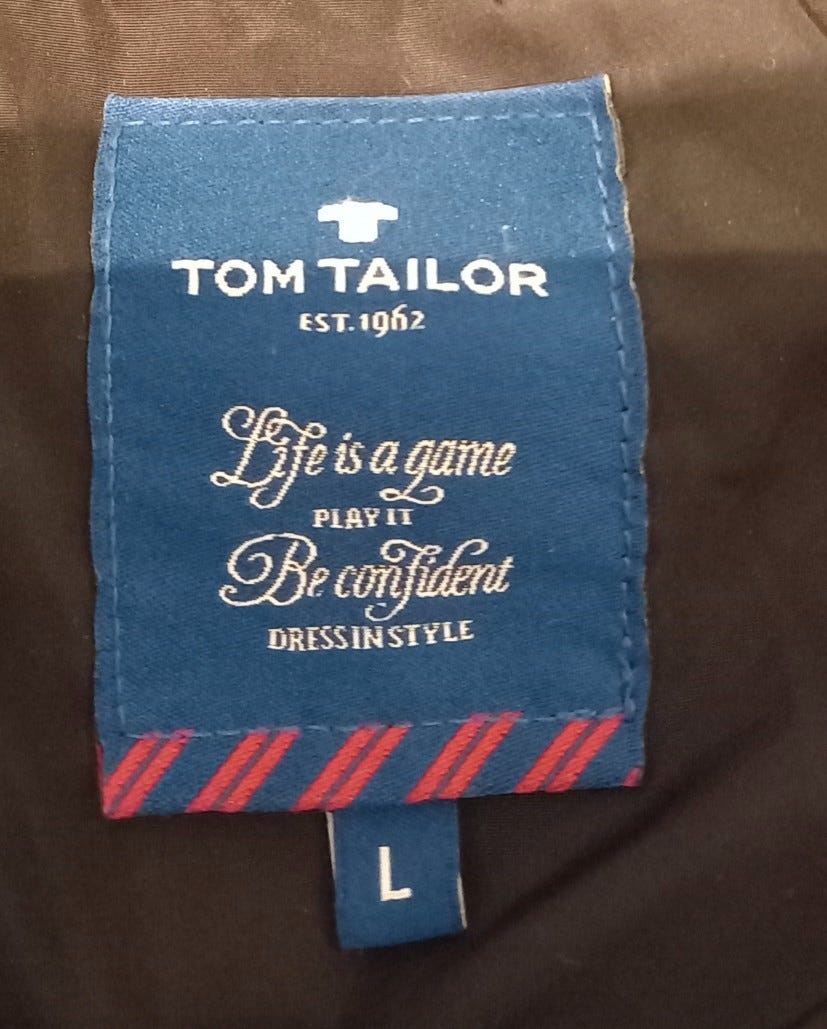 TOM TAILOR
EST. 1962
Life is a game
PLAY IT
Be confident
DRESS IN STYLE
L